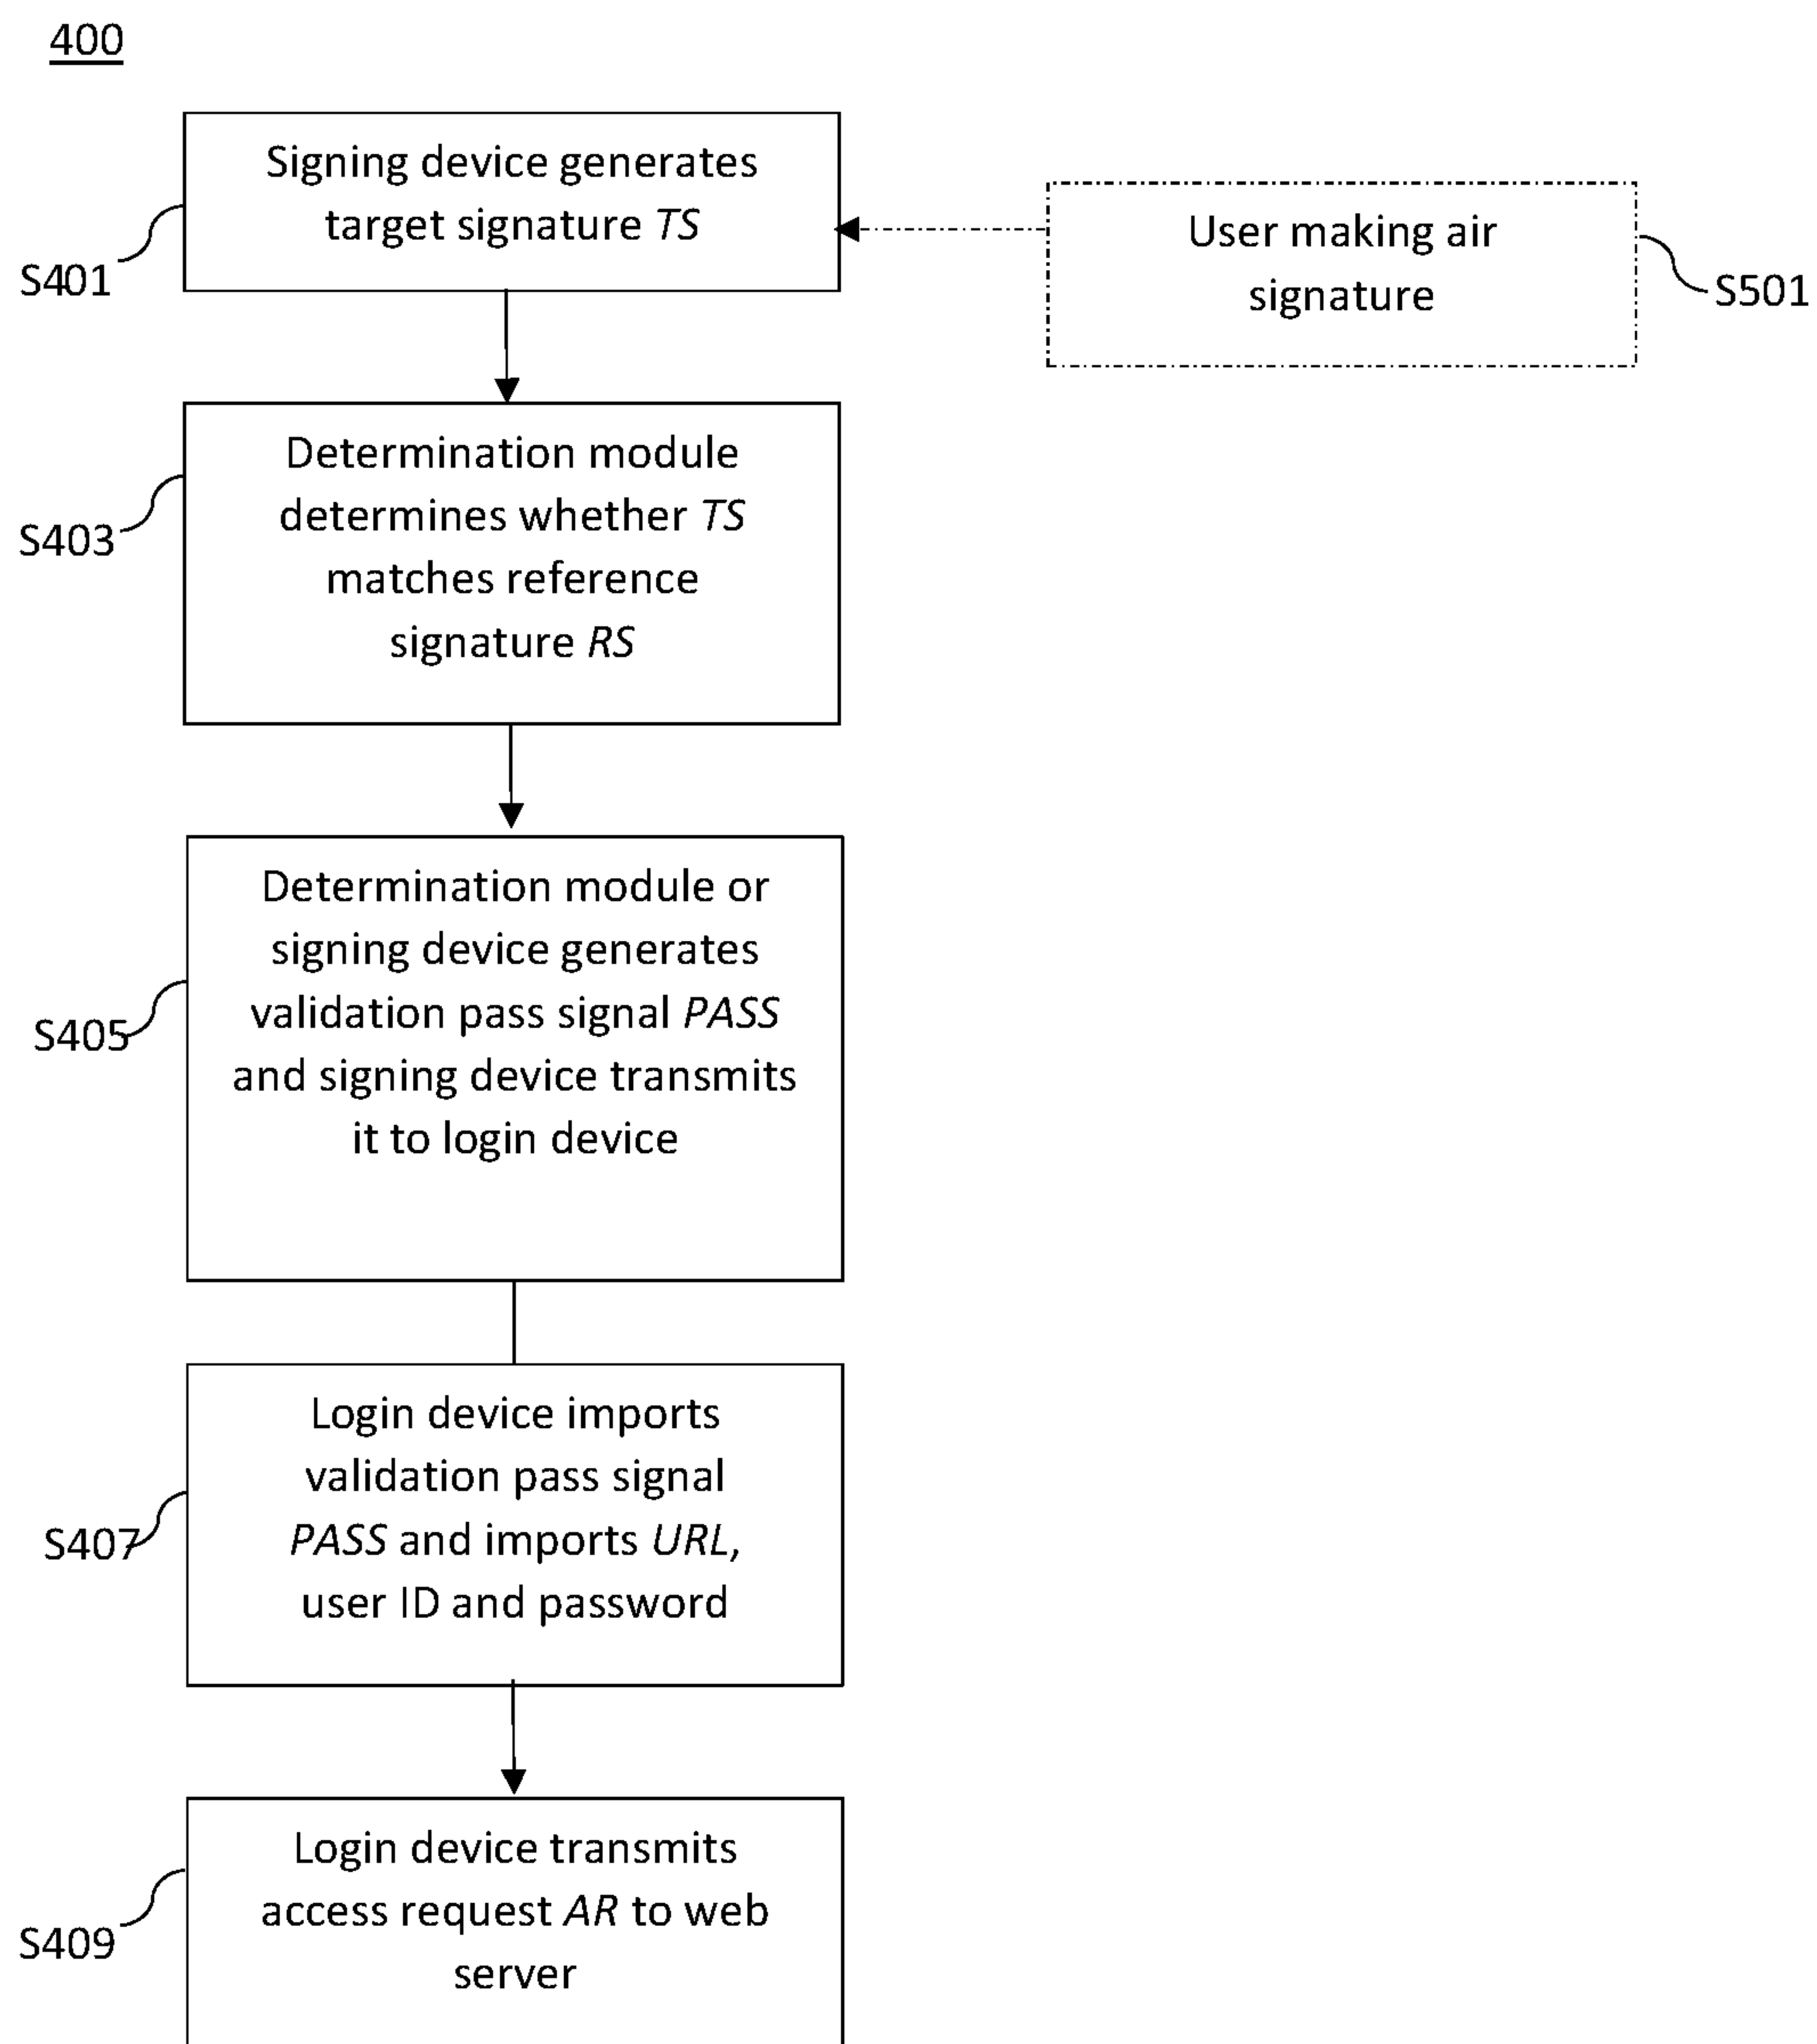 400
Signing device generates
target signature TS
S401
User making air
signature
S501
Determination module
determines whether TS
matches reference
signature RS
S403
Determination module or
signing device generates
validation pass signal PASS
and signing device transmits
it to login device
S405
Login device imports
validation pass signal
PASS and imports URL,
user ID and password
S407
Login device transmits
access request AR to web
server
S409